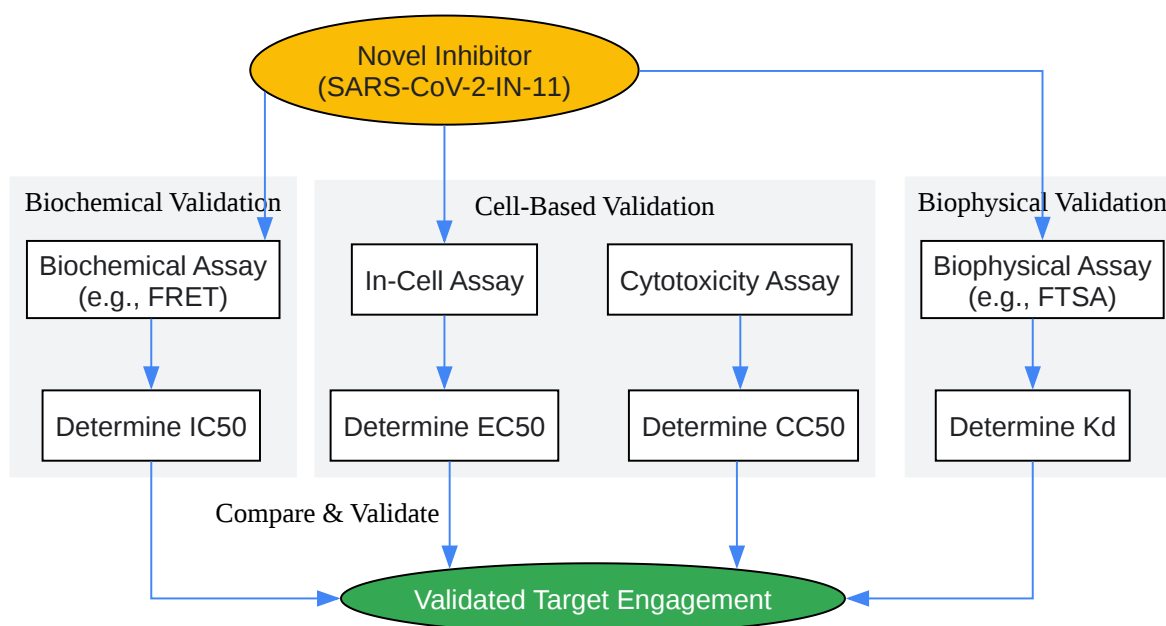 Novel Inhibitor
(SARS-CoV-2-IN-11)
Biochemical Validation
Cell-Based Validation
Biophysical Validation
Biochemical Assay
(e.g., FRET)
In-Cell Assay
Cytotoxicity Assay
Biophysical Assay
(e.g., FTSA)
Determine IC50
Determine EC50
Determine CC50
Determine Kd
Compare & Validate
Validated Target Engagement